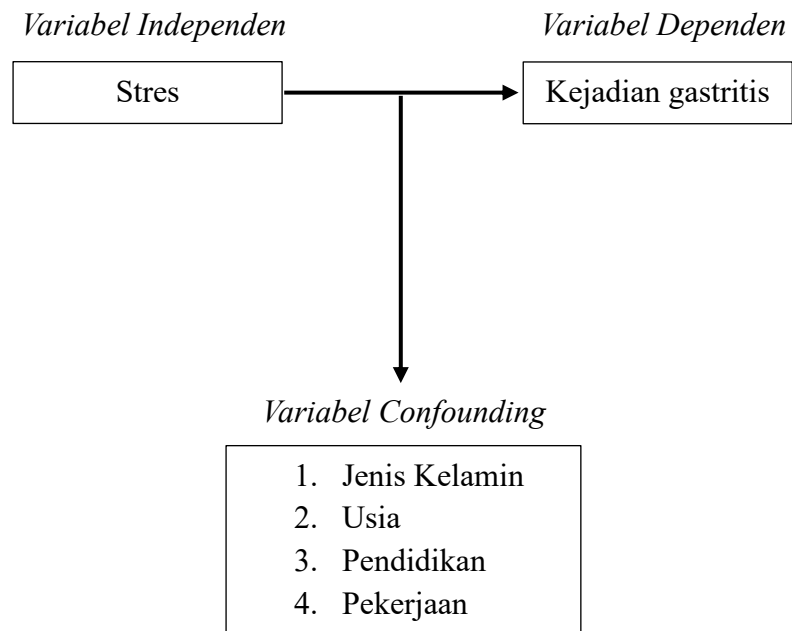 Variabel Independen
Variabel Dependen
Stres
Kejadian gastritis
Variabel Confounding
1. Jenis Kelamin
2. Usia
3. Pendidikan
4. Pekerjaan